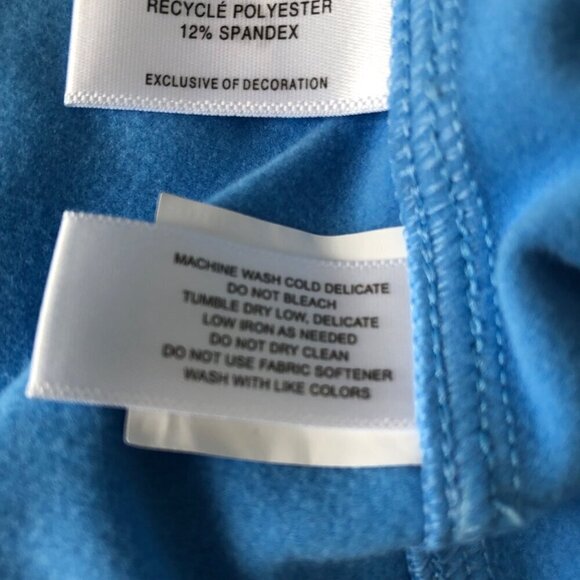 RECYCLÉ POLYESTER
12% SPANDEX
EXCLUSIVE OF DECORATION
MACHINE WASH COLD DELICATE
DO NOT BLEACH
TUMBLE DRY LOW, DELICATE
LOW IRON AS NEEDED
DO NOT DRY CLEAN
DO NOT USE FABRIC SOFTENER
WASH WITH LIKE COLORS